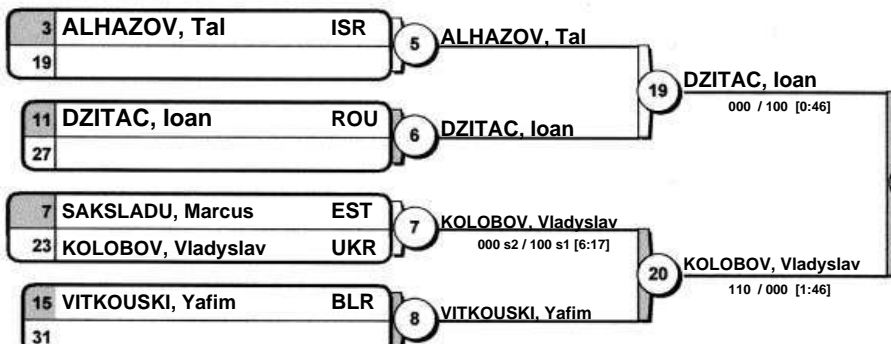 3 ALHAZOV, Tal ISR
19
5
ALHAZOV, Tal
11 DZITAC, Ioan ROU
27
6
DZITAC, Ioan
19
DZITAC, Ioan
000 / 100 [0:46]
7 SAKSLADU, Marcus EST
23 KOLOBOV, Vladyslav UKR
7
KOLOBOV, Vladyslav
000 s2 / 100 s1 [6:17]
15 VITKOUSKI, Yafim BLR
31
8
VITKOUSKI, Yafim
20
KOLOBOV, Vladyslav
110 / 000 [1:46]